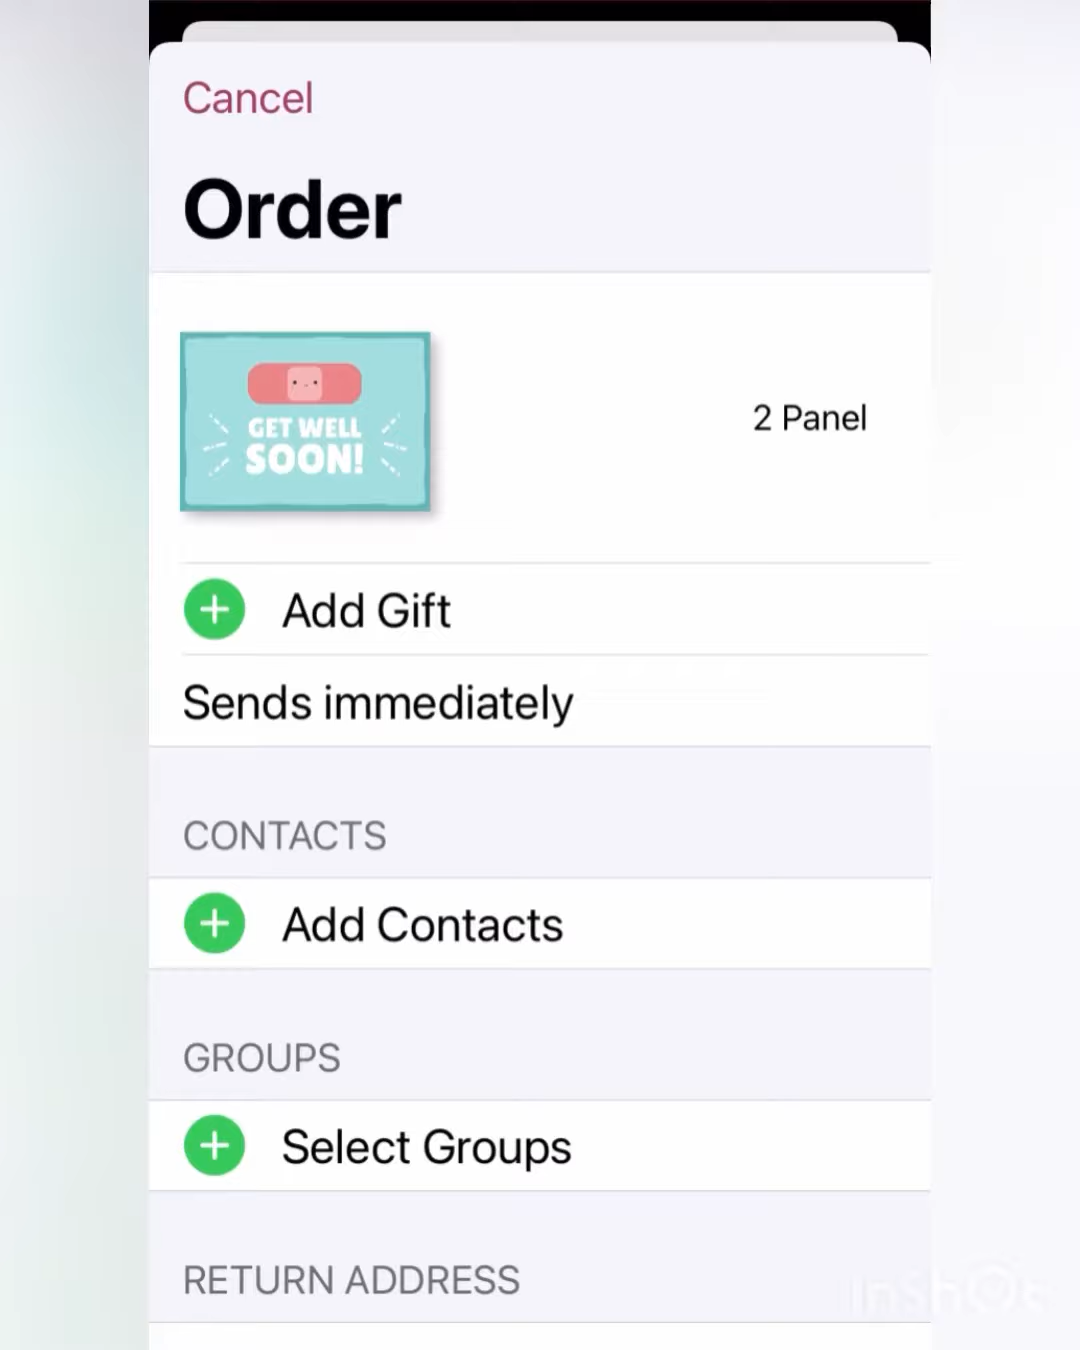 Cancel
Order
GET WELL
SOON!
2 Panel
Add Gift
Sends immediately
CONTACTS
Add Contacts
GROUPS
Select Groups
RETURN ADDRESS
InShOt